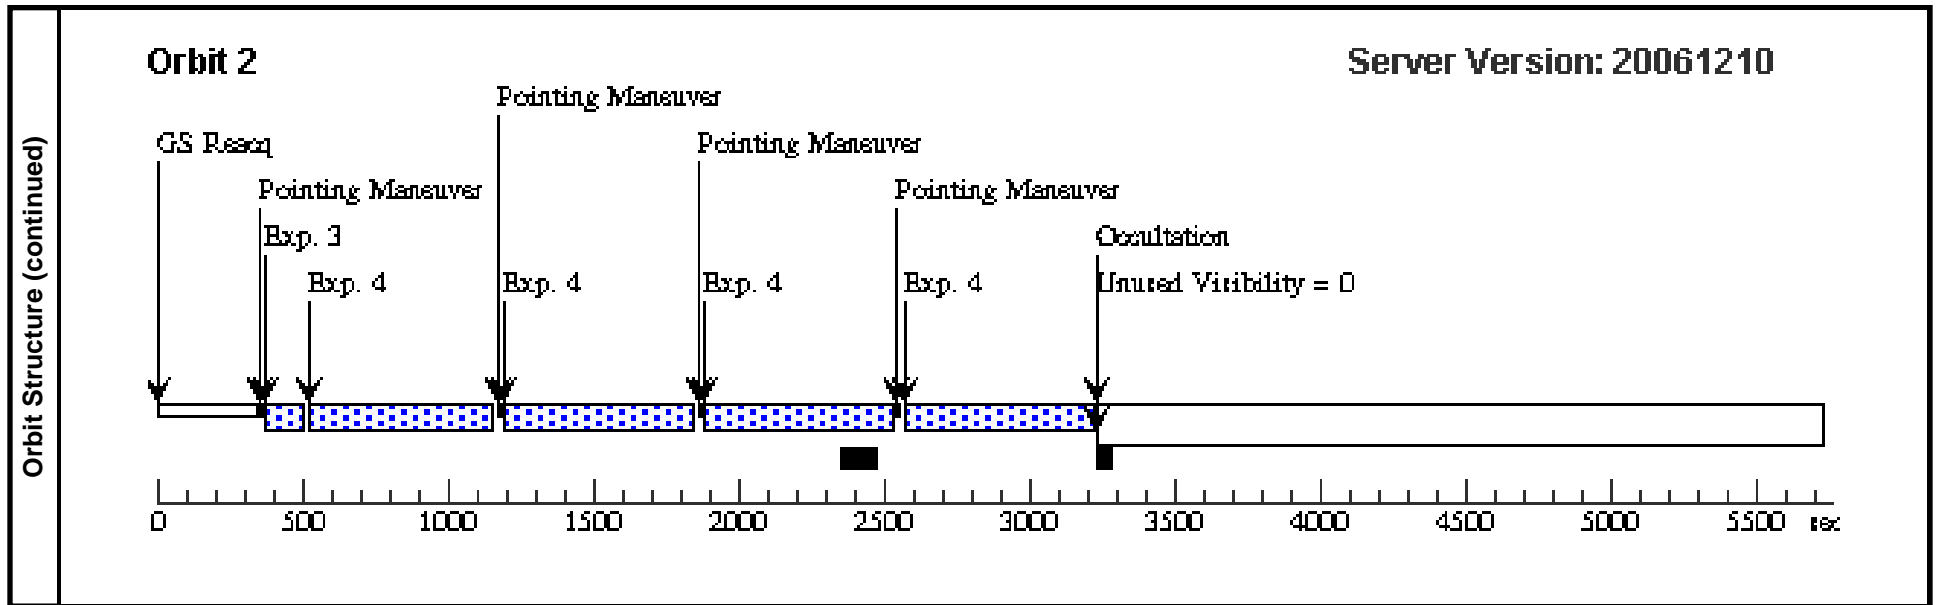 Orbit Structure (continued)
Orbit 2
Server Version: 20061210
Pointing Maneuver
GS Reacq
Pointing Maneuver
Pointing Maneuver
Pointing Maneuver
Exp. 3
Occultation
Exp. 4
Exp. 4
Exp. 4
Exp. 4
Unused Visibility = 0
0 500 1000 1500 2000 2500 3000 3500 4000 4500 5000 5500 sec